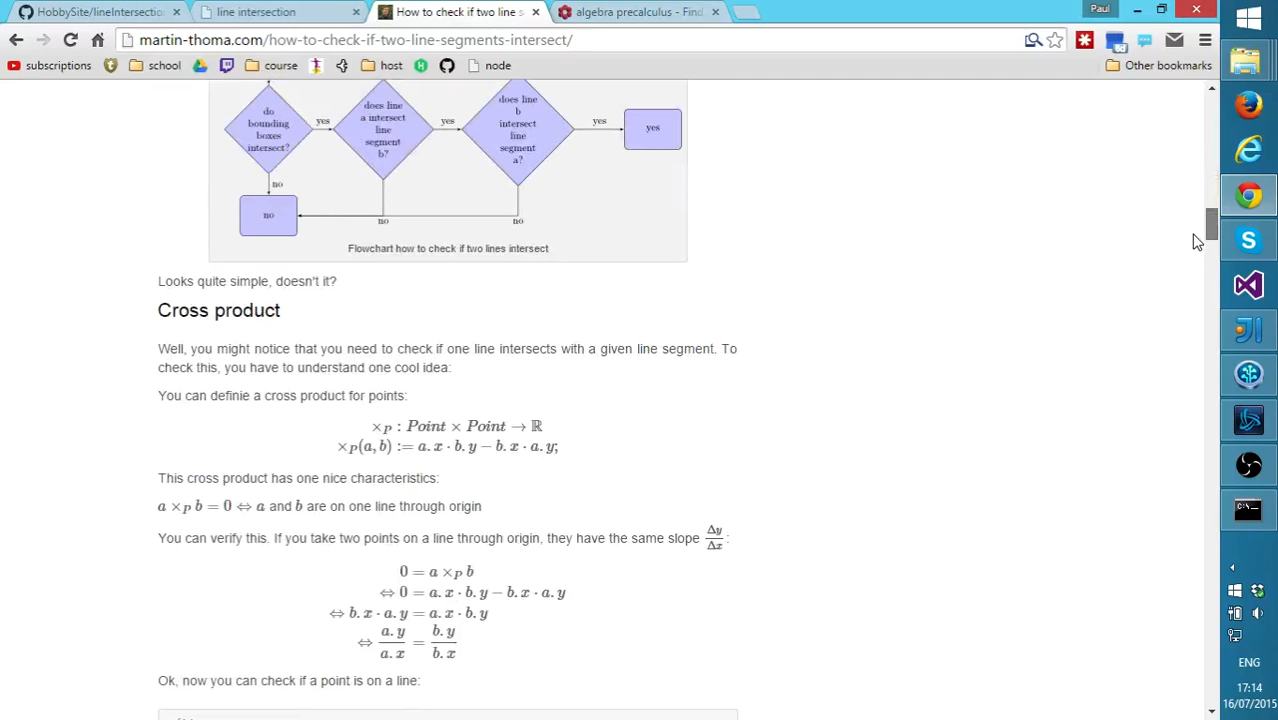 HobbySite/lineIntersection
line intersection
How to check if two line s
algebra precalculus - Find
Paul
martin-thoma.com/how-to-check-if-two-line-segments-intersect/
subscriptions
school
course
host
node
Other bookmarks
do bounding boxes intersect?
yes
does line a intersect line segment b?
yes
does line b intersect line segment a?
yes
yes
no
no
no
no
Flowchart how to check if two lines intersect
Looks quite simple, doesn't it?
Cross product
Well, you might notice that you need to check if one line intersects with a given line segment. To
check this, you have to understand one cool idea:
You can definie a cross product for points:
×P : Point × Point → ℝ
×P(a, b) := a. x · b. y − b. x · a. y;
This cross product has one nice characteristics:
a ×P b = 0 ⇔ a and b are on one line through origin
You can verify this. If you take two points on a line through origin, they have the same slope Δy/Δx:
0 = a ×P b
⇔ 0 = a. x · b. y − b. x · a. y
⇔ b. x · a. y = a. x · b. y
⇔ a. y/a. x = b. y/b. x
Ok, now you can check if a point is on a line:
ENG
17:14
16/07/2015